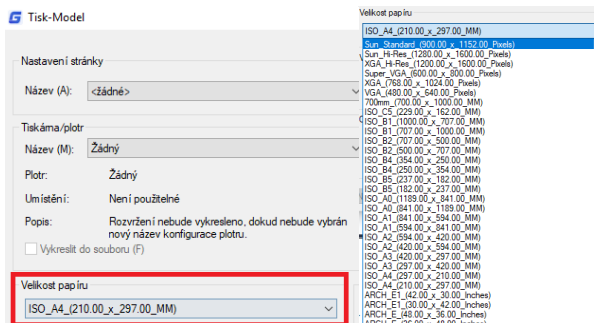 Tisk-Model
Nastavení stránky
Název (A): <žádné>
Tiskárna/plotr
Název (M): Žádný
Plotr: Žádný
Umístění: Není použitelné
Popis: Rozvržení nebude vykresleno, dokud nebude vybrán
nový název konfigurace plotru.
Vykreslit do souboru (F)
Velikost papíru
ISO_A4_(210.00_x_297.00_MM)
Velikost papíru
ISO_A4_(210.00_x_297.00_MM)
Sun_Standard_(900.00_x_1152.00_Pixels)
Sun_Hi-Res_(1280.00_x_1600.00_Pixels)
XGA_Hi-Res_(1200.00_x_1600.00_Pixels)
Super_VGA_(600.00_x_800.00_Pixels)
XGA_(768.00_x_1024.00_Pixels)
VGA_(480.00_x_640.00_Pixels)
700mm_(700.00_x_1000.00_MM)
ISO_C5_(229.00_x_162.00_MM)
ISO_B1_(1000.00_x_707.00_MM)
ISO_B1_(707.00_x_1000.00_MM)
ISO_B2_(707.00_x_500.00_MM)
ISO_B2_(500.00_x_707.00_MM)
ISO_B4_(354.00_x_250.00_MM)
ISO_B4_(250.00_x_354.00_MM)
ISO_B5_(237.00_x_182.00_MM)
ISO_B5_(182.00_x_237.00_MM)
ISO_A0_(1189.00_x_841.00_MM)
ISO_A0_(841.00_x_1189.00_MM)
ISO_A1_(841.00_x_594.00_MM)
ISO_A1_(594.00_x_841.00_MM)
ISO_A2_(594.00_x_420.00_MM)
ISO_A2_(420.00_x_594.00_MM)
ISO_A3_(420.00_x_297.00_MM)
ISO_A3_(297.00_x_420.00_MM)
ISO_A4_(297.00_x_210.00_MM)
ISO_A4_(210.00_x_297.00_MM)
ARCH_E1_(42.00_x_30.00_Inches)
ARCH_E1_(30.00_x_42.00_Inches)
ARCH_E_(48.00_x_36.00_Inches)
ARCH_E_(36.00_x_48.00_Inches)